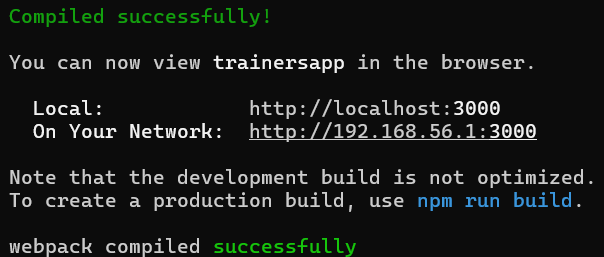 Compiled successfully!
You can now view trainersapp in the browser.
Local: http://localhost:3000
On Your Network: http://192.168.56.1:3000
Note that the development build is not optimized.
To create a production build, use npm run build.
webpack compiled successfully